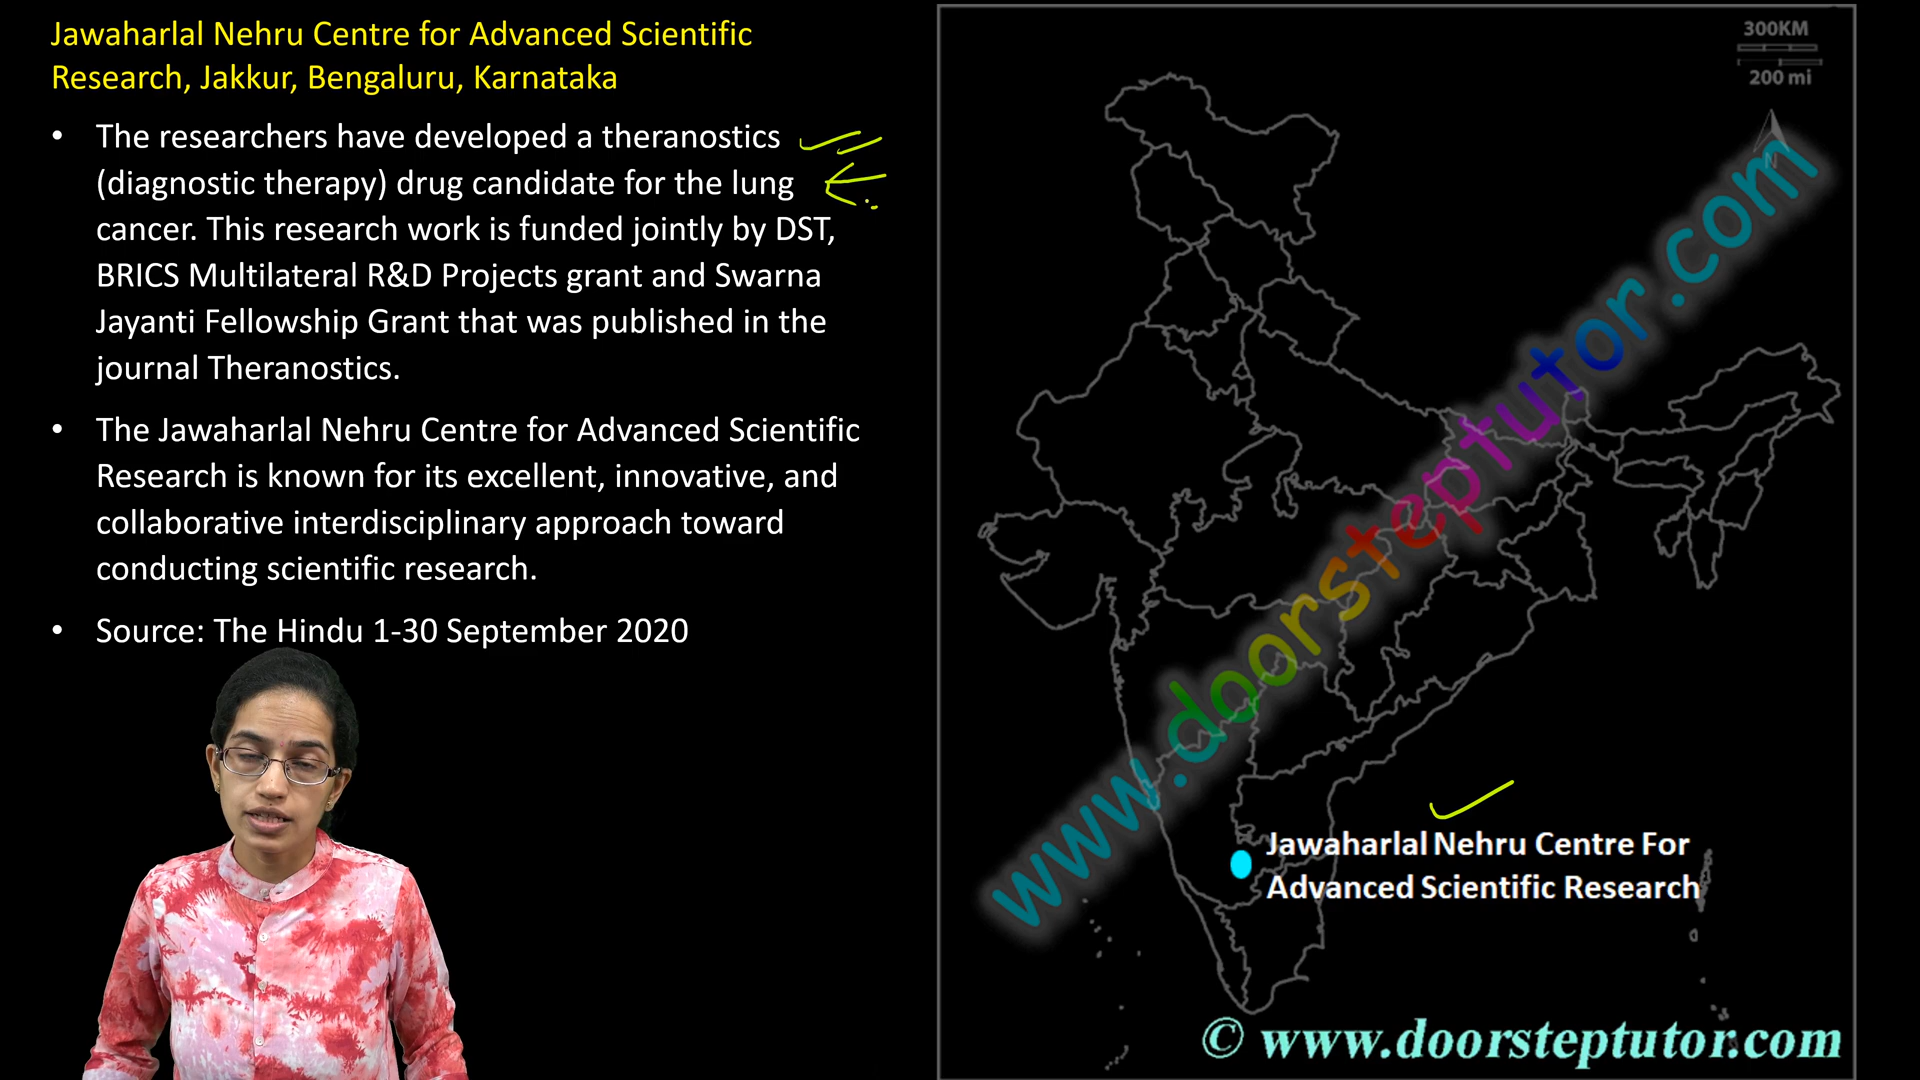 Jawaharlal Nehru Centre for Advanced Scientific
Research, Jakkur, Bengaluru, Karnataka
• The researchers have developed a theranostics
(diagnostic therapy) drug candidate for the lung
cancer. This research work is funded jointly by DST,
BRICS Multilateral R&D Projects grant and Swarna
Jayanti Fellowship Grant that was published in the
journal Theranostics.
• The Jawaharlal Nehru Centre for Advanced Scientific
Research is known for its excellent, innovative, and
collaborative interdisciplinary approach toward
conducting scientific research.
• Source: The Hindu 1-30 September 2020
300KM
200 mi
N
www.doorsteptutor.com
Jawaharlal Nehru Centre For
Advanced Scientific Research
© www.doorsteptutor.com